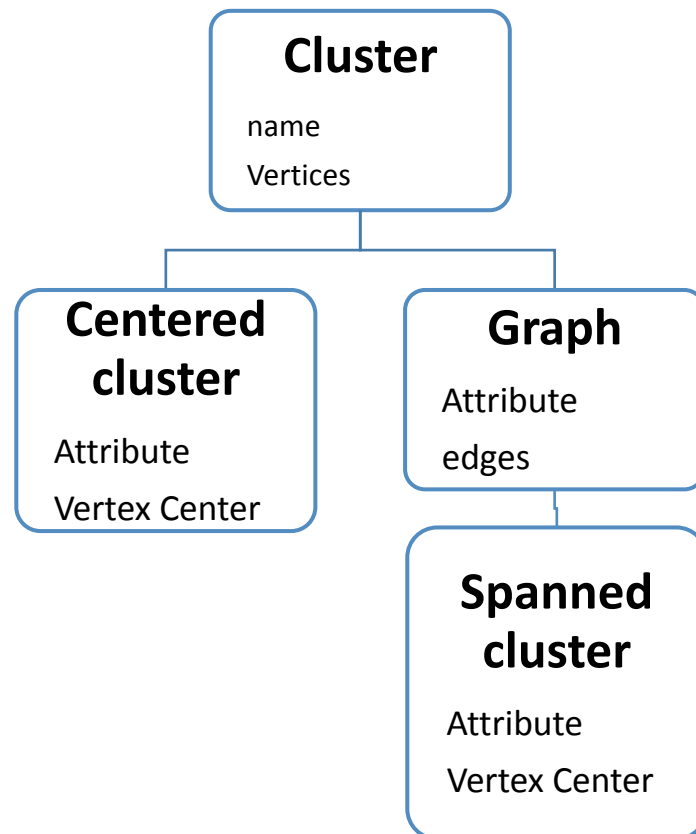 Cluster
name
Vertices
Centered
cluster
Attribute
Vertex Center
Graph
Attribute
edges
Spanned
cluster
Attribute
Vertex Center